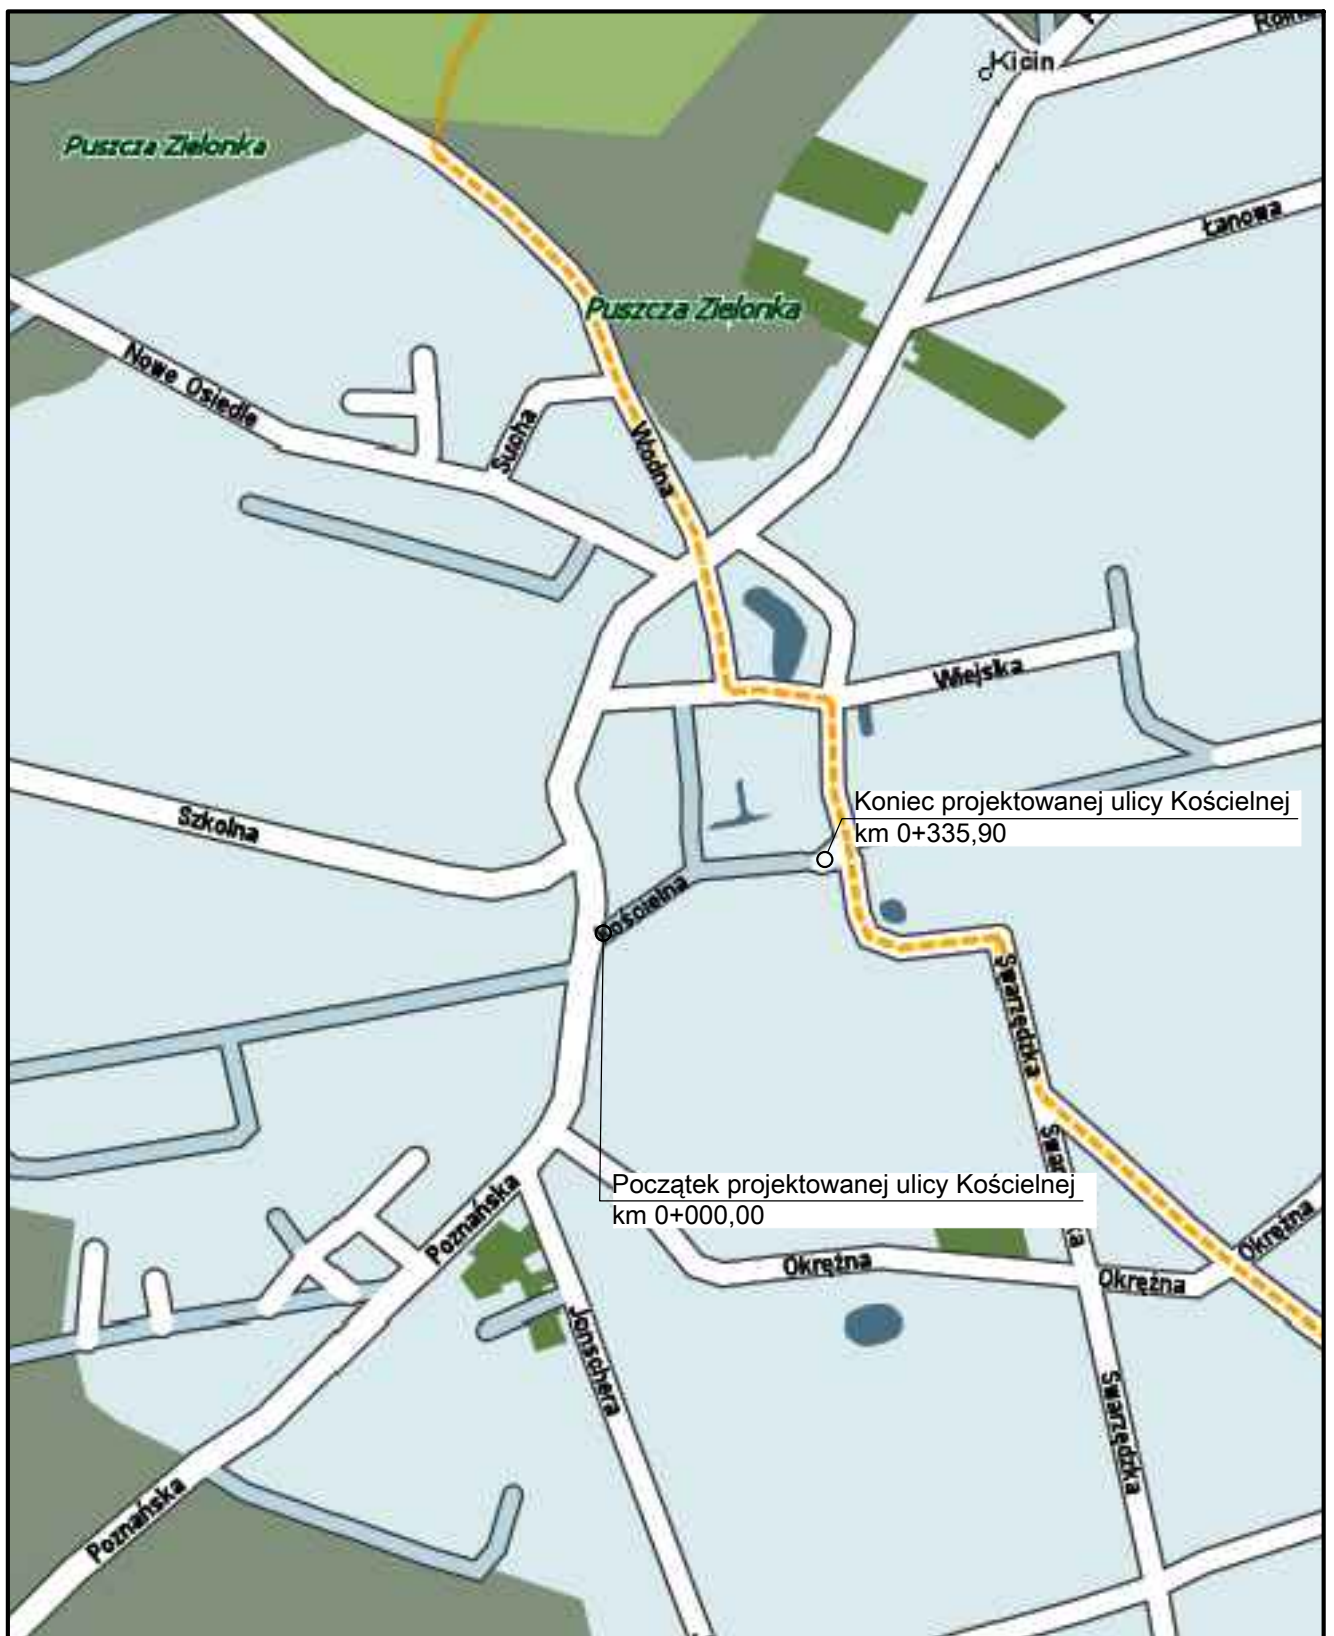 Kicin
Puszcza Zielonka
Łanowa
Puszcza Zielonka
Nowe Osiedle
Sucha
Wodna
Wiejska
Koniec projektowanej ulicy Kościelnej
km 0+335,90
Szkolna
Kościelna
Swarzędzka
Początek projektowanej ulicy Kościelnej
km 0+000,00
Poznańska
Okrężna
Okrężna
Okrężna
Jonschera
Swarzędzka
Poznańska